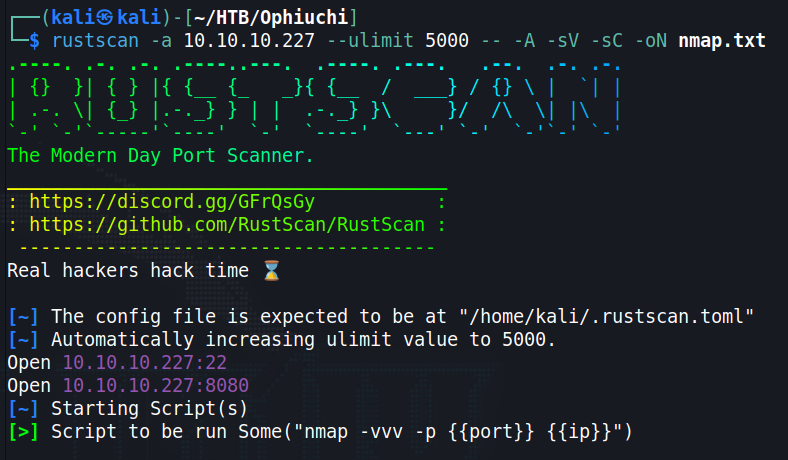 ┌──(kali㉿kali)-[~/HTB/Ophiuchi]
└─$ rustscan -a 10.10.10.227 --ulimit 5000 -- -A -sV -sC -oN nmap.txt
.----. .-. .-. .----..---.  .----. .---.   .--.  .-. .-.
| {}  }| { } |{ {__ {_   _}{ {__  /  ___} / {} \ |  `| |
| .-. \| {_} |.-._} } | |  .-._} }\     }/  /\  \| |\  |
`-' `-'`-----'`----'  `-'  `----'  `---' `-'  `-'`-' `-'
The Modern Day Port Scanner.
________________________________________
: https://discord.gg/GFrQsGy           :
: https://github.com/RustScan/RustScan :
 --------------------------------------
Real hackers hack time ⌛
[~] The config file is expected to be at "/home/kali/.rustscan.toml"
[~] Automatically increasing ulimit value to 5000.
Open 10.10.10.227:22
Open 10.10.10.227:8080
[~] Starting Script(s)
[>] Script to be run Some("nmap -vvv -p {{port}} {{ip}}")